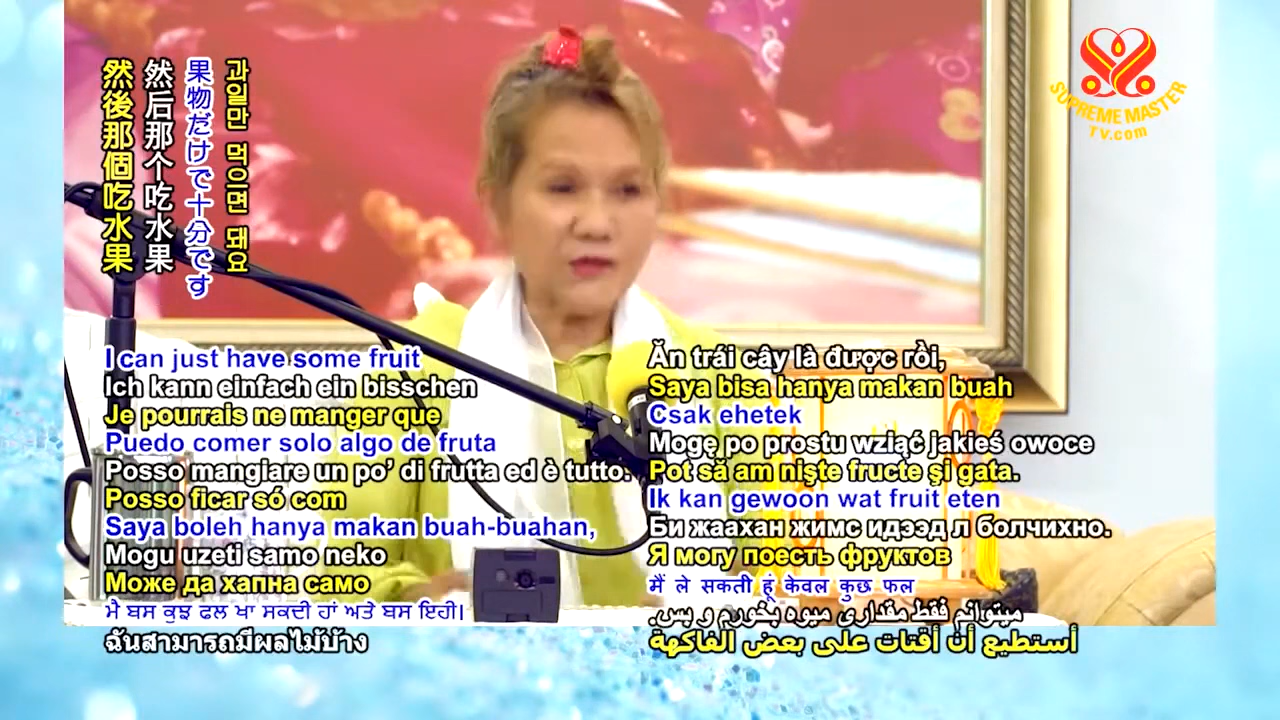 然後那個吃水果
然后那个吃水果
果物だけで十分です
과일만 먹으면 돼요
SUPREME MASTER
TV.com
I can just have some fruit
Ich kann einfach ein bisschen
Je pourrais ne manger que
Puedo comer solo algo de fruta
Posso mangiare un po’ di frutta ed è tutto.
Posso ficar só com
Saya boleh hanya makan buah-buahan,
Mogu uzeti samo neko
Може да хапна само
ਮੈ ਬਸ ਕੁਝ ਫਲ ਖਾ ਸਕਦੀ ਹਾਂ ਅਤੇ ਬਸ ਇਹੀ।
ฉันสามารถมีผลไม้บ้าง
Ăn trái cây là được rồi,
Saya bisa hanya makan buah
Csak ehetek
Mogę po prostu wziąć jakieś owoce
Pot să am nişte fructe şi gata.
Ik kan gewoon wat fruit eten
Би жаахан жимс идээд л болчихно.
Я могу поесть фруктов
मैं ले सकती हूं केवल कुछ फल
میتوانم فقط مقداری میوه بخورم و بس.
أستطيع أن أقتات على بعض الفاكهة